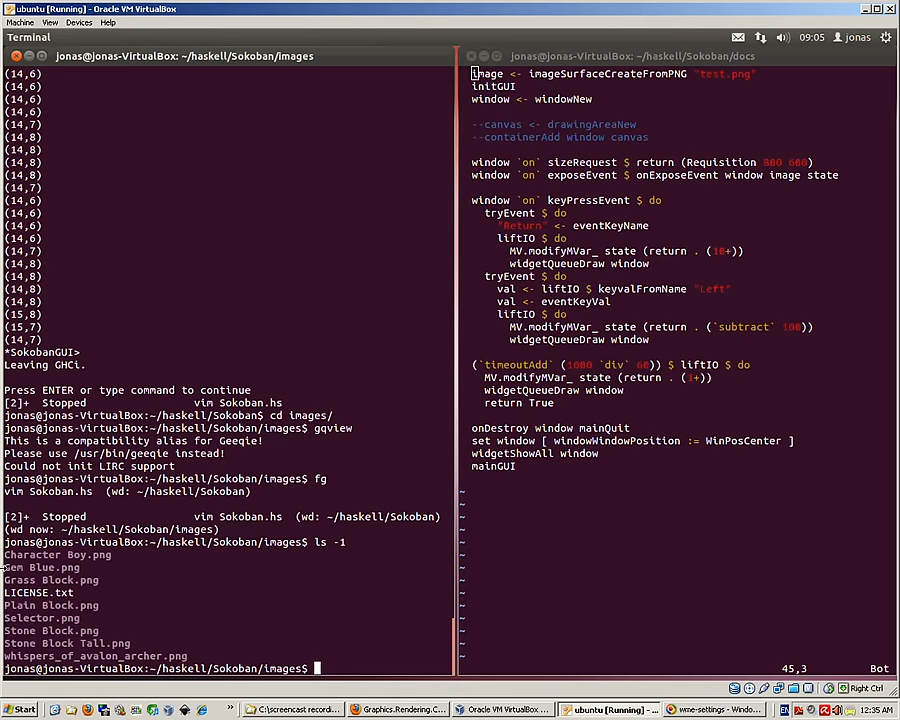 ubuntu [Running] - Oracle VM VirtualBox
Machine View Devices Help
Terminal 09:05 jonas
jonas@jonas-VirtualBox: ~/haskell/Sokoban/images
(14,6)
(14,6)
(14,6)
(14,6)
(14,7)
(14,8)
(14,8)
(14,8)
(14,8)
(14,7)
(14,6)
(14,6)
(14,6)
(14,6)
(14,7)
(14,8)
(14,8)
(14,8)
(14,8)
(15,8)
(15,7)
(14,7)
*SokobanGUI>
Leaving GHCi.
Press ENTER or type command to continue
[2]+  Stopped                 vim Sokoban.hs
jonas@jonas-VirtualBox:~/haskell/Sokoban$ cd images/
jonas@jonas-VirtualBox:~/haskell/Sokoban/images$ gqview
This is a compatibility alias for Geeqie!
Please use /usr/bin/geeqie instead!
Could not init LIRC support
jonas@jonas-VirtualBox:~/haskell/Sokoban/images$ fg
vim Sokoban.hs  (wd: ~/haskell/Sokoban)
[2]+  Stopped                 vim Sokoban.hs  (wd: ~/haskell/Sokoban)
(wd now: ~/haskell/Sokoban/images)
jonas@jonas-VirtualBox:~/haskell/Sokoban/images$ ls -1
Character Boy.png
Gem Blue.png
Grass Block.png
LICENSE.txt
Plain Block.png
Selector.png
Stone Block.png
Stone Block Tall.png
whispers_of_avalon_archer.png
jonas@jonas-VirtualBox:~/haskell/Sokoban/images$
jonas@jonas-VirtualBox: ~/haskell/Sokoban/docs
image <- imageSurfaceCreateFromPNG "test.png"
initGUI
window <- windowNew
--canvas <- drawingAreaNew
--containerAdd window canvas
window `on` sizeRequest $ return (Requisition 800 600)
window `on` exposeEvent $ onExposeEvent window image state
window `on` keyPressEvent $ do
  tryEvent $ do
    "Return" <- eventKeyName
    liftIO $ do
      MV.modifyMVar_ state (return . (10+))
      widgetQueueDraw window
  tryEvent $ do
    val <- liftIO $ keyvalFromName "Left"
    val <- eventKeyVal
    liftIO $ do
      MV.modifyMVar_ state (return . (`subtract` 100))
      widgetQueueDraw window
(`timeoutAdd` (1000 `div` 60)) $ liftIO $ do
  MV.modifyMVar_ state (return . (1+))
  widgetQueueDraw window
  return True
onDestroy window mainQuit
set window [ windowWindowPosition := WinPosCenter ]
widgetShowAll window
mainGUI
~
~
~
~
~
~
~
~
~
~
~
~
~
~
45,3 Bot
Right Ctrl
Start » C:\screencast recordi... Graphics.Rendering.C... Oracle VM VirtualBox ... ubuntu [Running] - ... wme-settings - Window... EN 12:35 AM